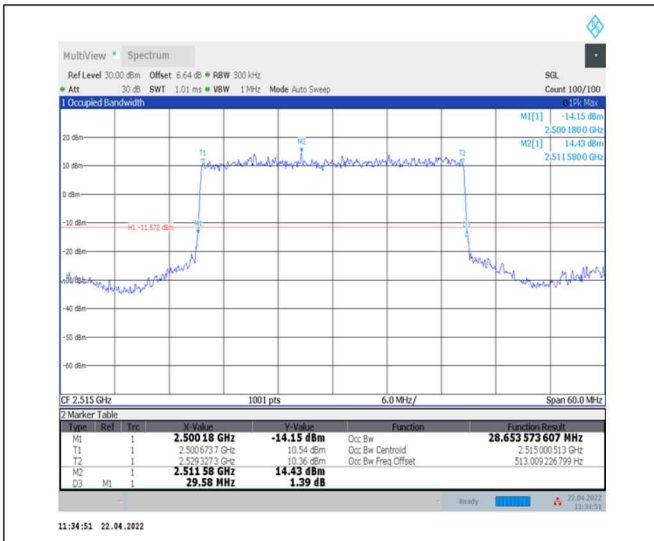 MultiView Spectrum
Ref Level 30.00 dBm Offset 6.64 dB RBW 300 kHz SGL
Att 30 dB SWT 1.01 ms VBW 1 MHz Mode Auto Sweep Count 100/100
1 Occupied Bandwidth 1Pk Max
M1[1] -14.15 dBm
2.500 180 0 GHz
M2[1] 14.43 dBm
2.511 580 0 GHz
20 dBm
M2
T1
10 dBm
0 dBm
-10 dBm
M1
H1 -11.572 dBm
-20 dBm
-40 dBm
-50 dBm
-60 dBm
CF 2.515 GHz 1001 pts 6.0 MHz/ Span 60.0 MHz
2 Marker Table
Type Ref Trc X-Value Y-Value Function Function Result
M1 1 2.500 18 GHz -14.15 dBm Occ Bw 28.653 573 607 MHz
T1 1 2.500 673 7 GHz 10.54 dBm Occ Bw Centroid 2.515 000 513 GHz
T2 1 2.529 327 3 GHz 10.36 dBm Occ Bw Freq Offset 513.009 226 799 Hz
M2 1 2.511 58 GHz 14.43 dBm
D3 M1 1 29.58 MHz 1.39 dB
Ready 22.04.2022
11:34:51
11:34:51 22.04.2022